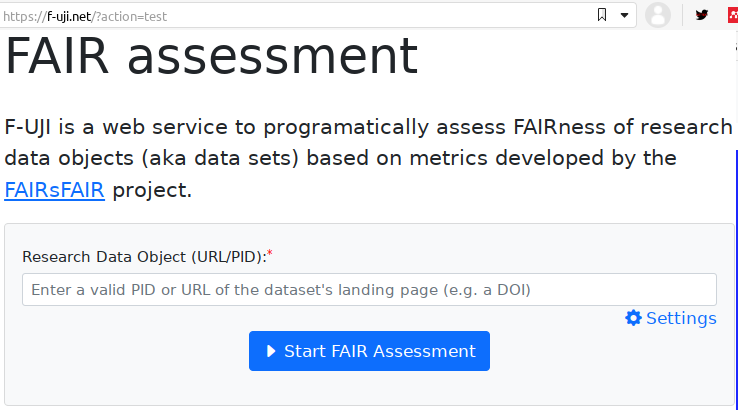 https://f-uji.net/?action=test
FAIR assessment
F-UJI is a web service to programatically assess FAIRness of research
data objects (aka data sets) based on metrics developed by the
FAIRsFAIR project.
Research Data Object (URL/PID):*
Enter a valid PID or URL of the dataset's landing page (e.g. a DOI)
Settings
Start FAIR Assessment